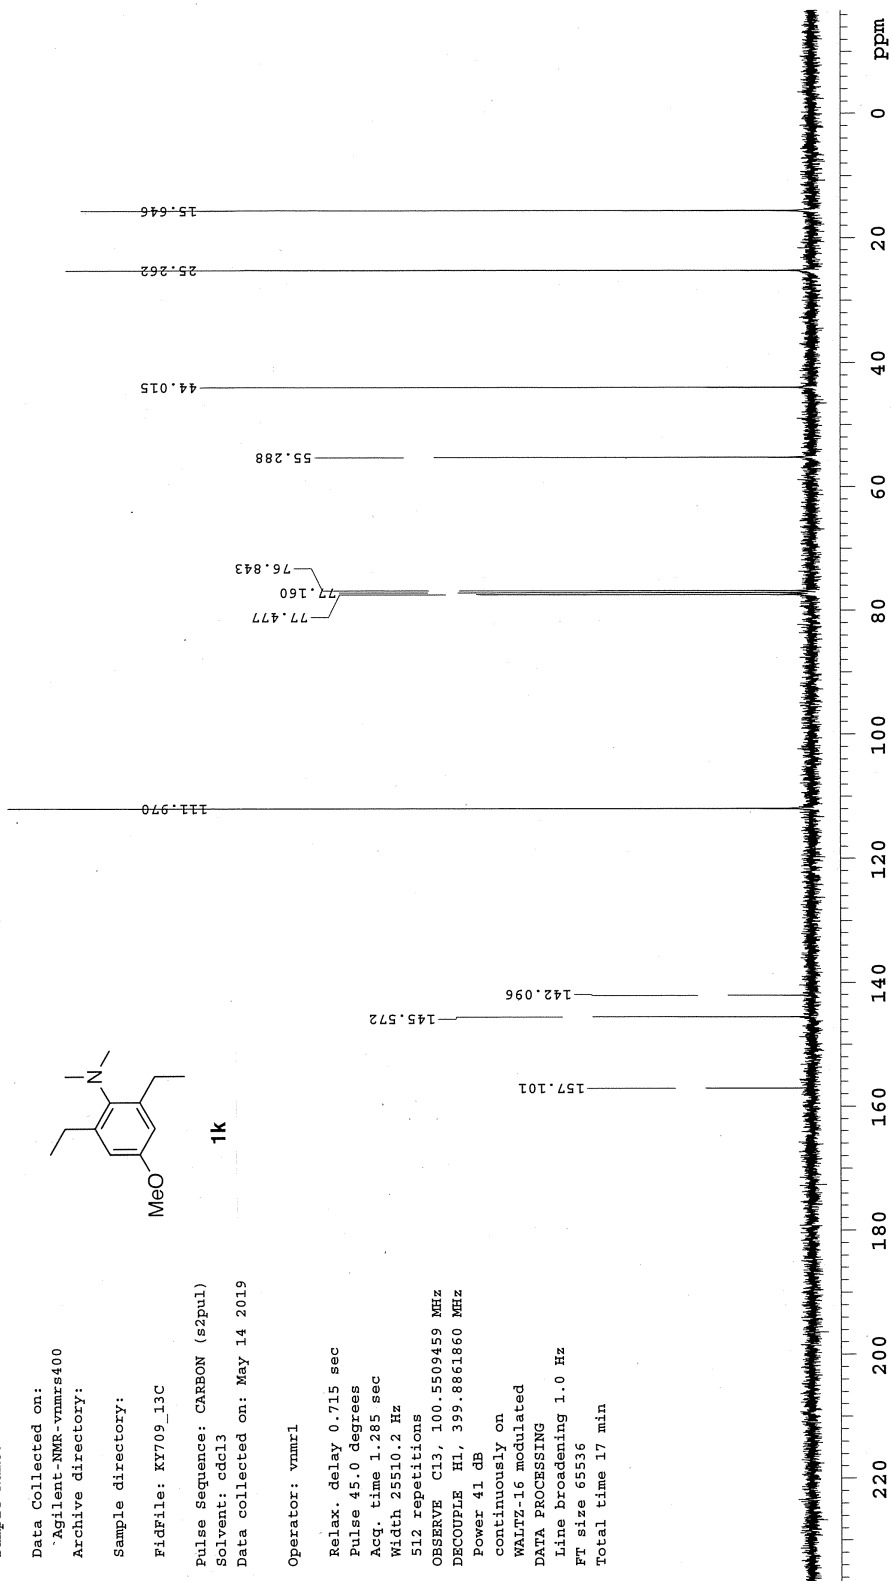 Data Collected on:
`Agilent-NMR-vnmrs400
Archive directory:
Sample directory:
FidFile: KY709_13C
Pulse Sequence: CARBON (s2pul)
Solvent: cdcl3
Data collected on: May 14 2019
Operator: vnmr1
Relax. delay 0.715 sec
Pulse 45.0 degrees
Acq. time 1.285 sec
Width 25510.2 Hz
512 repetitions
OBSERVE C13, 100.5509459 MHz
DECOUPLE H1, 399.8861860 MHz
Power 41 dB
continuously on
WALTZ-16 modulated
DATA PROCESSING
Line broadening 1.0 Hz
FT size 65536
Total time 17 min
MeO
N
1k
157.101
145.572
142.096
111.970
77.477
77.160
76.843
55.288
44.015
25.262
15.646
220 200 180 160 140 120 100 80 60 40 20 0 ppm